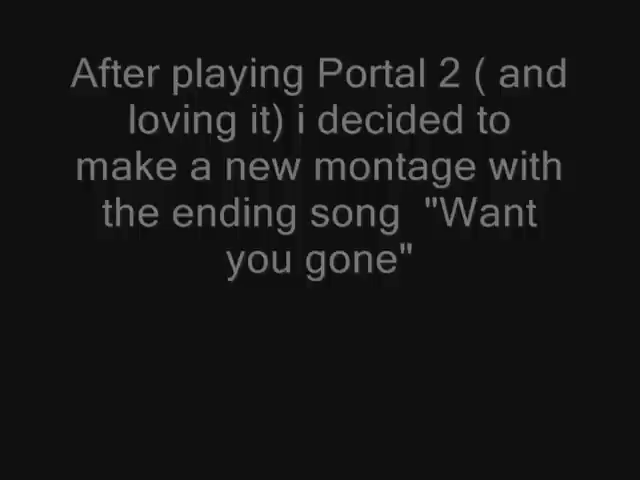 After playing Portal 2 ( and
loving it) i decided to
make a new montage with
the ending song  "Want
you gone"